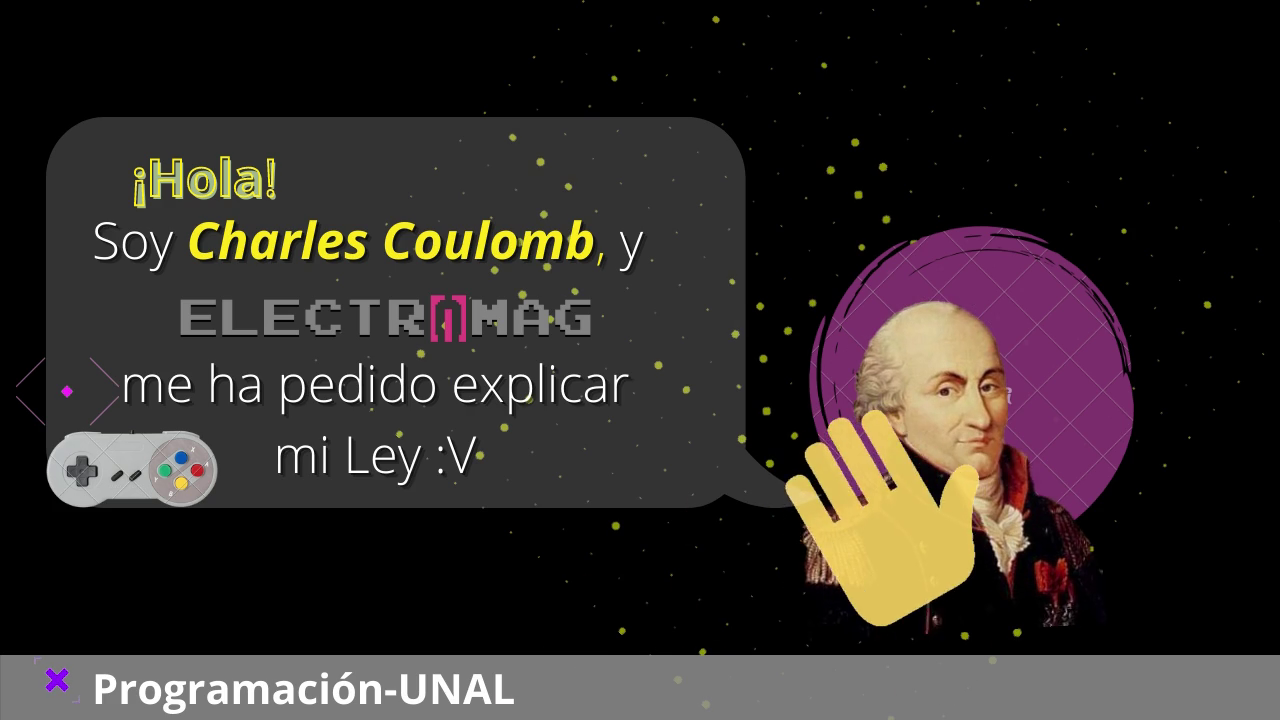 ¡Hola!
Soy Charles Coulomb, y
ELECTR[¡]MAG
me ha pedido explicar
mi Ley :V
Programación-UNAL